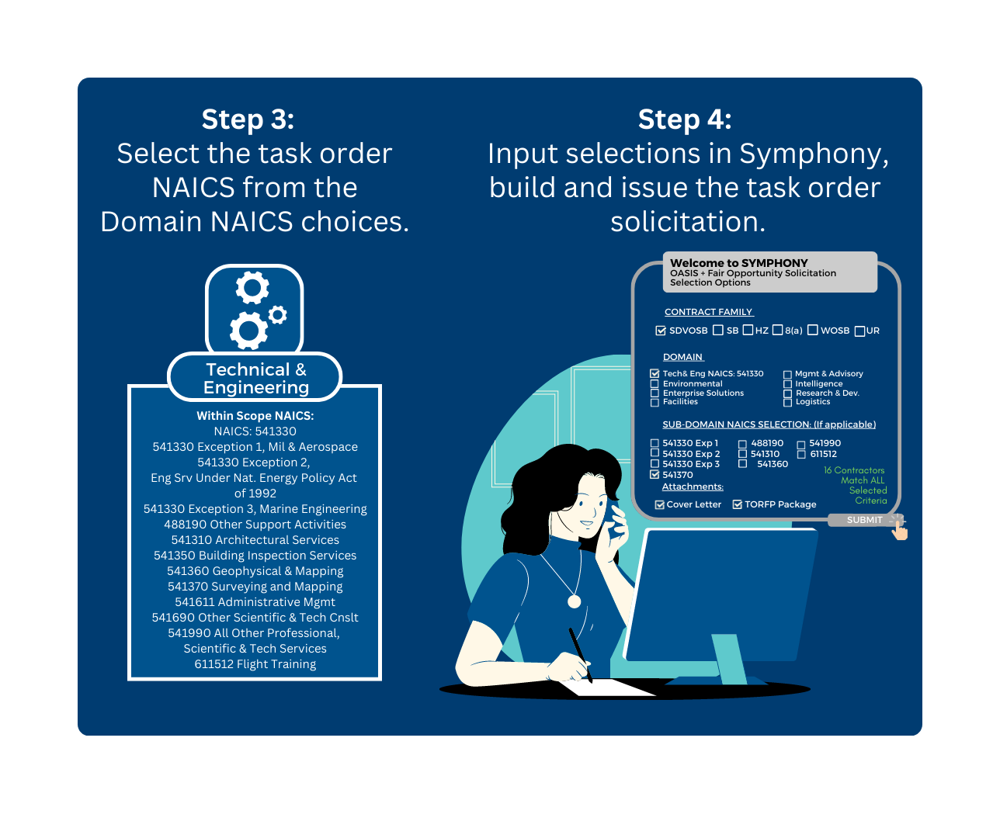 Step 3:
Select the task order
NAICS from the
Domain NAICS choices.
Technical &
Engineering
Within Scope NAICS:
NAICS: 541330
541330 Exception 1, Mil & Aerospace
541330 Exception 2,
Eng Srv Under Nat. Energy Policy Act
of 1992
541330 Exception 3, Marine Engineering
488190 Other Support Activities
541310 Architectural Services
541350 Building Inspection Services
541360 Geophysical & Mapping
541370 Surveying and Mapping
541611 Administrative Mgmt
541690 Other Scientific & Tech Cnslt
541990 All Other Professional,
Scientific & Tech Services
611512 Flight Training
Step 4:
Input selections in Symphony,
build and issue the task order
solicitation.
Welcome to SYMPHONY
OASIS + Fair Opportunity Solicitation
Selection Options
CONTRACT FAMILY
SDVOSB SB HZ 8(a) WOSB UR
DOMAIN
Tech& Eng NAICS: 541330 Mgmt & Advisory
Environmental Intelligence
Enterprise Solutions Research & Dev.
Facilities Logistics
SUB-DOMAIN NAICS SELECTION: (If applicable)
541330 Exp 1 488190 541990
541330 Exp 2 541310 611512
541330 Exp 3 541360
541370
16 Contractors
Match ALL
Selected
Criteria
Attachments:
Cover Letter TORFP Package
SUBMIT